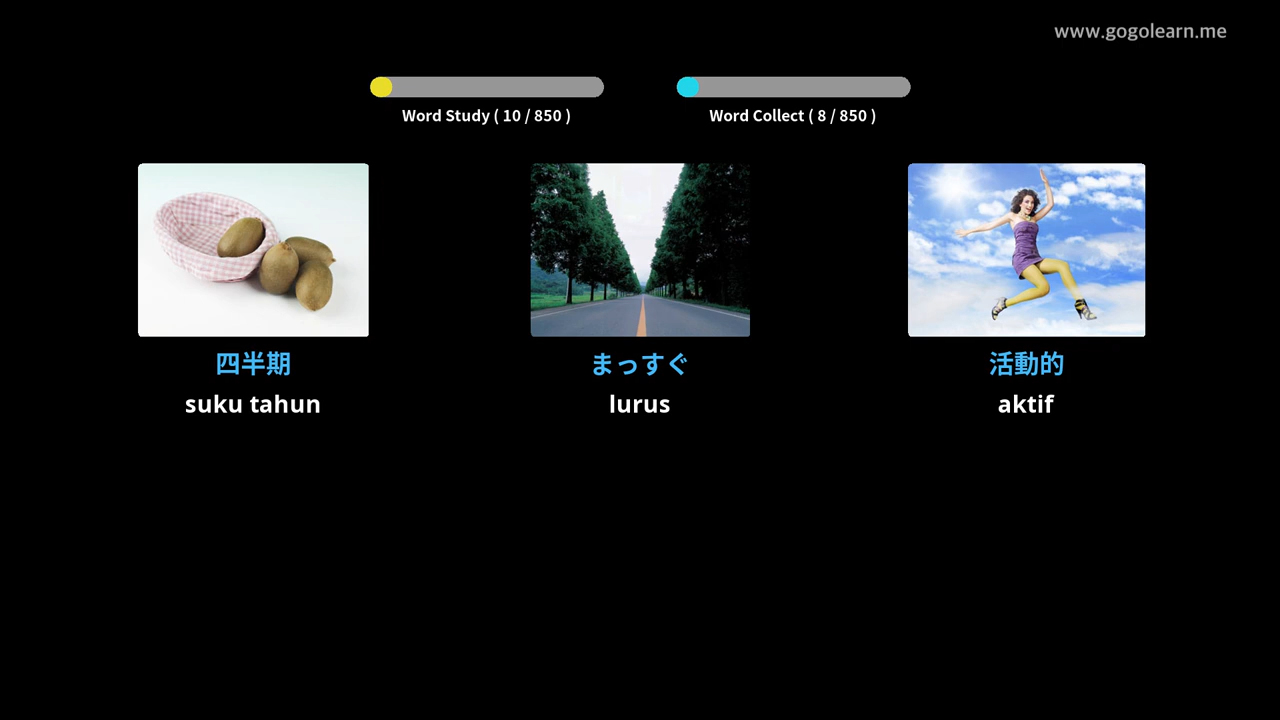 www.gogolearn.me
Word Study ( 10 / 850 )
Word Collect ( 8 / 850 )
四半期
まっすぐ
活動的
suku tahun
lurus
aktif